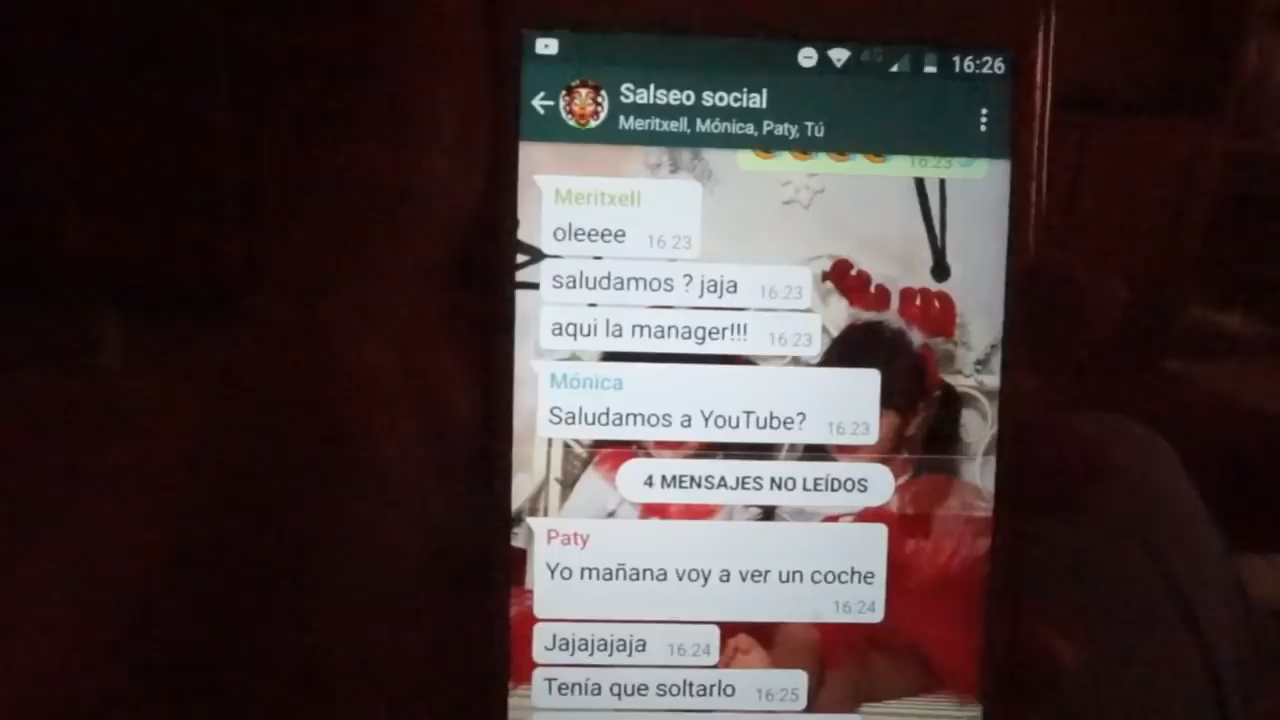 16:26
Salseo social
Meritxell, Mónica, Paty, Tú
16:23
Meritxell
oleeee 16:23
saludamos ? jaja 16:23
aqui la manager!!! 16:23
Mónica
Saludamos a YouTube? 16:23
4 MENSAJES NO LEÍDOS
Paty
Yo mañana voy a ver un coche
16:24
Jajajajaja 16:24
Tenía que soltarlo 16:25